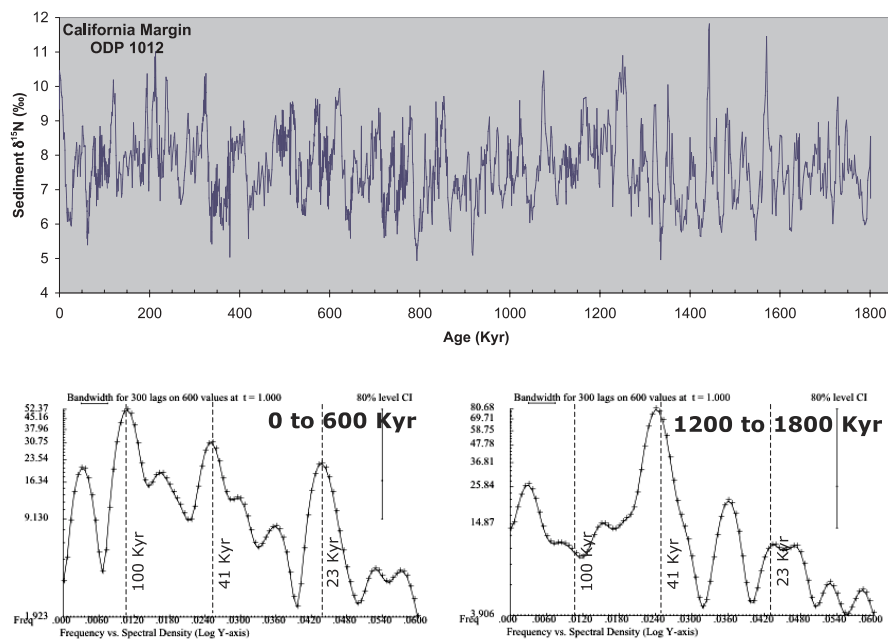 California Margin
ODP 1012
12
11
10
9
8
7
6
5
4
Sediment δ¹⁵N (‰)
0 200 400 600 800 1000 1200 1400 1600 1800
Age (Kyr)
Bandwidth for 300 lags on 600 values at t = 1.000 80% level CI
0 to 600 Kyr
52.37
45.16
37.96
30.75
23.54
16.34
9.130
1.923
100 Kyr
41 Kyr
23 Kyr
Freq .000 .0060 .0120 .0180 .0240 .0300 .0360 .0420 .0480 .0540 .0600
Frequency vs. Spectral Density (Log Y-axis)
Bandwidth for 300 lags on 600 values at t = 1.000 80% level CI
1200 to 1800 Kyr
80.68
69.71
58.75
47.78
36.81
25.84
14.87
3.906
100 Kyr
41 Kyr
23 Kyr
Freq .000 .0060 .0120 .0180 .0240 .0300 .0360 .0420 .0480 .0540 .0600
Frequency vs. Spectral Density (Log Y-axis)